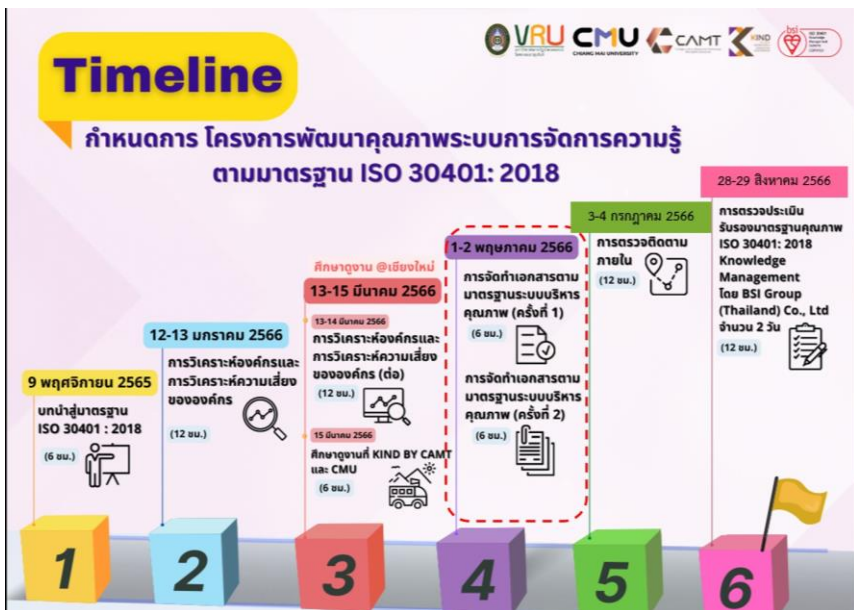 VRU
CMU
CHIANG MAI UNIVERSITY
CAMT
KIND
bsi
Timeline
กำหนดการ โครงการพัฒนาคุณภาพระบบการจัดการความรู้
ตามมาตรฐาน ISO 30401: 2018
9 พฤศจิกายน 2565
บทนำสู่มาตรฐาน
ISO 30401 : 2018
(6 ชม.)
1
12-13 มกราคม 2566
การวิเคราะห์องค์กรและ
การวิเคราะห์ความเสี่ยง
ขององค์กร
(12 ชม.)
2
ศึกษาดูงาน @เชียงใหม่
13-15 มีนาคม 2566
13-14 มีนาคม 2566
การวิเคราะห์องค์กรและ
การวิเคราะห์ความเสี่ยง
ขององค์กร (ต่อ)
(12 ชม.)
15 มีนาคม 2566
ศึกษาดูงานที่ KIND BY CAMT
และ CMU
(6 ชม.)
3
1-2 พฤษภาคม 2566
การจัดทำเอกสารตาม
มาตรฐานระบบบริหาร
คุณภาพ (ครั้งที่ 1)
(6 ชม.)
การจัดทำเอกสารตาม
มาตรฐานระบบบริหาร
คุณภาพ (ครั้งที่ 2)
(6 ชม.)
4
3-4 กรกฎาคม 2566
การตรวจติดตาม
ภายใน
(12 ชม.)
5
28-29 สิงหาคม 2566
การตรวจประเมิน
รับรองมาตรฐานคุณภาพ
ISO 30401: 2018
Knowledge
Management
โดย BSI Group
(Thailand) Co., Ltd
จำนวน 2 วัน
(12 ชม.)
6